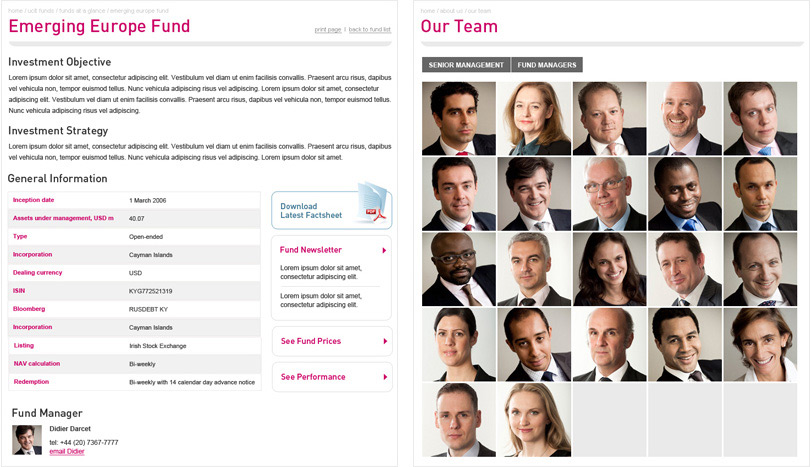 home / ucit funds / funds at a glance / emerging europe fund
Emerging Europe Fund
print page | back to fund list
Investment Objective
Lorem ipsum dolor sit amet, consectetur adipiscing elit. Vestibulum vel diam ut enim facilisis convallis. Praesent arcu risus, dapibus
vel vehicula non, tempor euismod tellus. Nunc vehicula adipiscing risus vel adipiscing. Lorem ipsum dolor sit amet, consectetur
adipiscing elit. Vestibulum vel diam ut enim facilisis convallis. Praesent arcu risus, dapibus vel vehicula non, tempor euismod tellus.
Nunc vehicula adipiscing risus vel adipiscing.
Investment Strategy
Lorem ipsum dolor sit amet, consectetur adipiscing elit. Vestibulum vel diam ut enim facilisis convallis. Praesent arcu risus, dapibus
vel vehicula non, tempor euismod tellus. Nunc vehicula adipiscing risus vel adipiscing. Lorem ipsum dolor sit amet.
General Information
Inception date 1 March 2006
Assets under management, USD m 40.07
Type Open-ended
Incorporation Cayman Islands
Dealing currency USD
ISIN KYG772521319
Bloomberg RUSDEBT KY
Incorporation Cayman Islands
Listing Irish Stock Exchange
NAV calculation Bi-weekly
Redemption Bi-weekly with 14 calendar day advance notice
Download
Latest Factsheet
PDF
Fund Newsletter
Lorem ipsum dolor sit amet,
consectetur adipiscing elit.
Lorem ipsum dolor sit amet,
consectetur adipiscing elit.
See Fund Prices
See Performance
Fund Manager
Didier Darcet
tel: +44 (20) 7367-7777
email Didier
home / about us / our team
Our Team
SENIOR MANAGEMENT
FUND MANAGERS